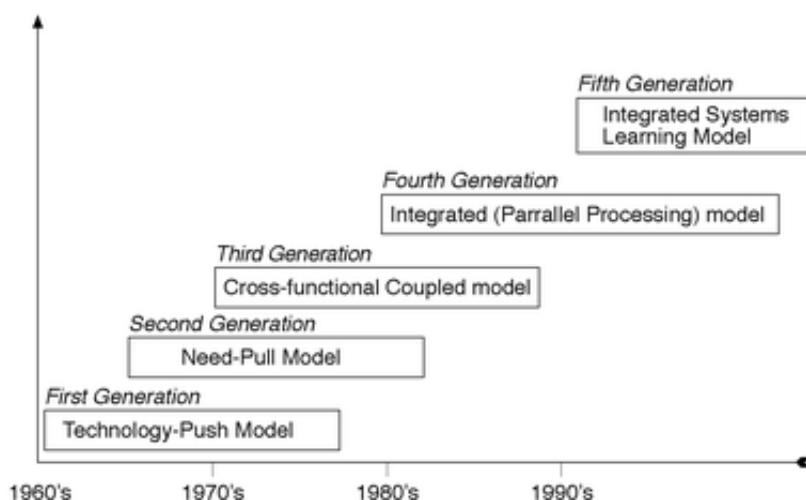 Fifth Generation
Integrated Systems
Learning Model
Fourth Generation
Integrated (Parrallel Processing) model
Third Generation
Cross-functional Coupled model
Second Generation
Need-Pull Model
First Generation
Technology-Push Model
1960's 1970's 1980's 1990's